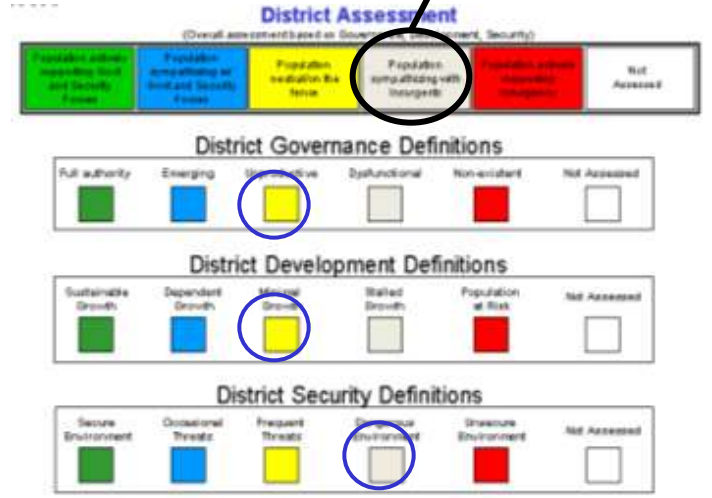 District Assessment
(Overall assessment based on Governance, Development, Security)
Population actively supporting Govt and Security Forces
Population sympathizing w/ Govt and Security Forces
Population neutral/on the fence
Population sympathizing with Insurgents
Population actively supporting Insurgency
Not Assessed
District Governance Definitions
Full authority Emerging Unproductive Dysfunctional Non-existent Not Assessed
District Development Definitions
Sustainable Growth Dependent Growth Minimal Growth Stalled Growth Population at Risk Not Assessed
District Security Definitions
Secure Environment Occasional Threats Frequent Threats Dangerous Environment Unsecure Environment Not Assessed